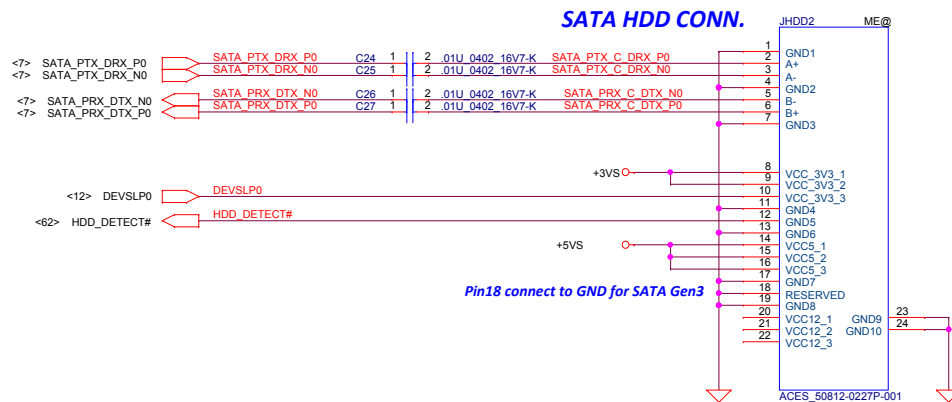 SATA HDD CONN.
JHDD2 ME@
<7> SATA_PTX_DRX_P0 SATA_PTX_DRX_P0 C24 1 2 .01U_0402_16V7-K SATA_PTX_C_DRX_P0
<7> SATA_PTX_DRX_N0 SATA_PTX_DRX_N0 C25 1 2 .01U_0402_16V7-K SATA_PTX_C_DRX_N0
<7> SATA_PRX_DTX_N0 SATA_PRX_DTX_N0 C26 1 2 .01U_0402_16V7-K SATA_PRX_C_DTX_N0
<7> SATA_PRX_DTX_P0 SATA_PRX_DTX_P0 C27 1 2 .01U_0402_16V7-K SATA_PRX_C_DTX_P0
1 GND1
2 A+
3 A-
4 GND2
5 B-
6 B+
7 GND3
+3VS
8 VCC_3V3_1
9 VCC_3V3_2
<12> DEVSLP0 DEVSLP0 10 VCC_3V3_3
11 GND4
<62> HDD_DETECT# HDD_DETECT# 12 GND5
13 GND6
+5VS 14 VCC5_1
15 VCC5_2
16 VCC5_3
17 GND7
Pin18 connect to GND for SATA Gen3 18 RESERVED
19 GND8
20 VCC12_1 GND9 23
21 VCC12_2 GND10 24
22 VCC12_3
ACES_50812-0227P-001